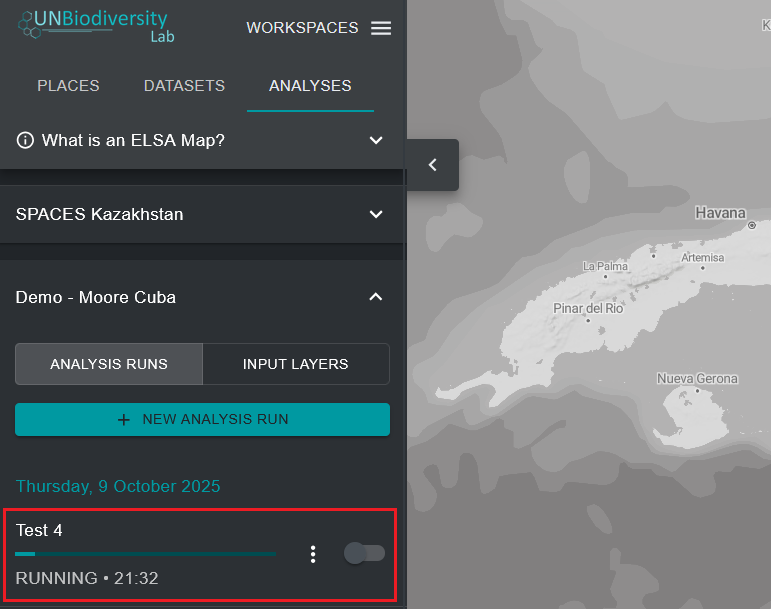 UNBiodiversity
Lab
WORKSPACES
PLACES
DATASETS
ANALYSES
What is an ELSA Map?
SPACES Kazakhstan
Demo - Moore Cuba
ANALYSIS RUNS
INPUT LAYERS
+ NEW ANALYSIS RUN
Thursday, 9 October 2025
Test 4
RUNNING • 21:32
K
Havana
La Palma
Artemisa
Pinar del Rio
Nueva Gerona